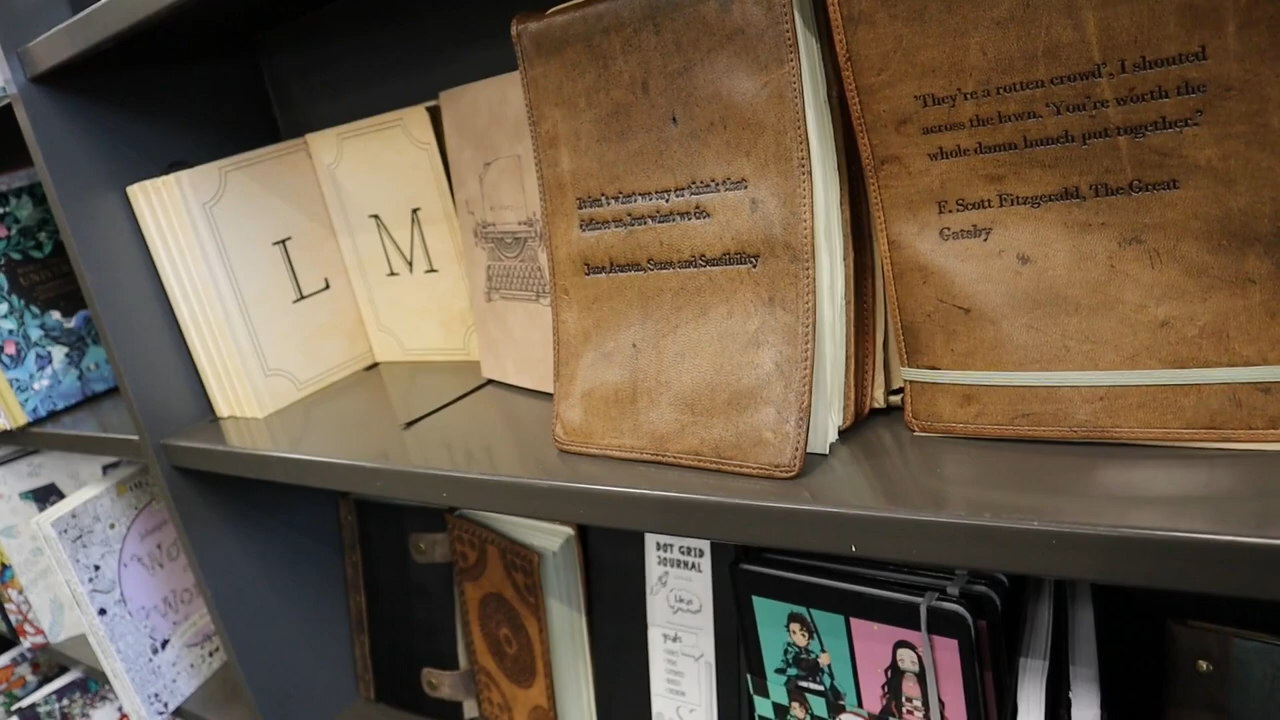 L
M
It isn't what we say or think that
defines us, but what we do.
Jane Austen, Sense and Sensibility
'They're a rotten crowd', I shouted
across the lawn. 'You're worth the
whole damn bunch put together.'
F. Scott Fitzgerald, The Great
Gatsby
DOT GRID
JOURNAL